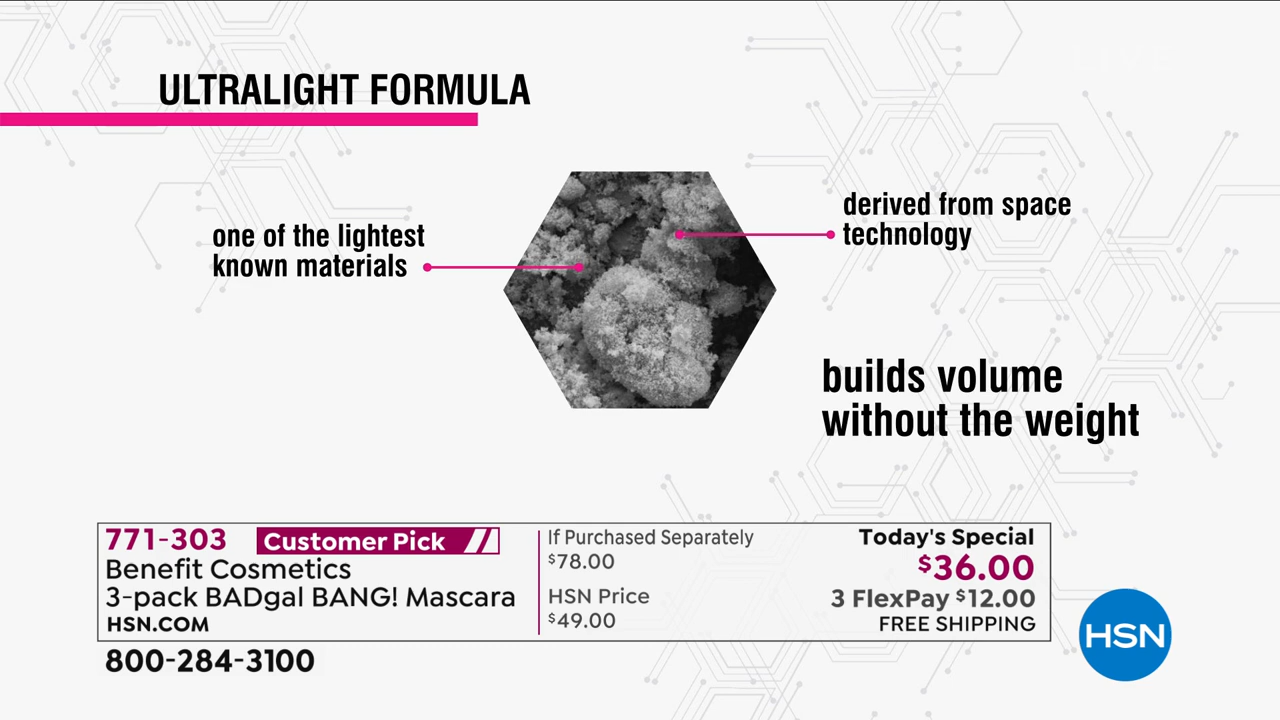 ULTRALIGHT FORMULA
one of the lightest
known materials
derived from space
technology
builds volume
without the weight
771-303 Customer Pick
Benefit Cosmetics
3-pack BADgal BANG! Mascara
HSN.COM
If Purchased Separately
$78.00
HSN Price
$49.00
Today's Special
$36.00
3 FlexPay $12.00
FREE SHIPPING
800-284-3100
HSN